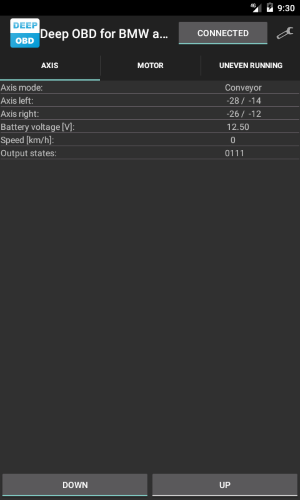 9:30
DEEP
OBD
Deep OBD for BMW a...
CONNECTED
AXIS MOTOR UNEVEN RUNNING
Axis mode: Conveyor
Axis left: -28 / -14
Axis right: -26 / -12
Battery voltage [V]: 12.50
Speed [km/h]: 0
Output states: 0111
DOWN UP